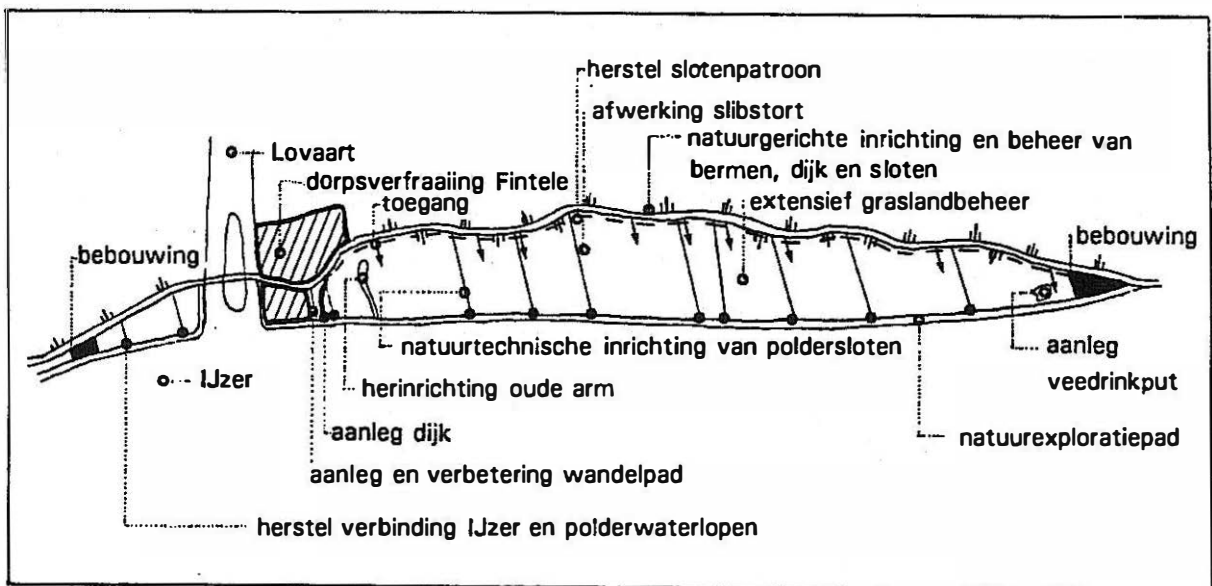 herstel slotenpatroon
afwerking slibstort
natuurgerichte inrichting en beheer van
bermen, dijk en sloten
Lovaart
dorpsverfraaiing Fintele
toegang
extensief graslandbeheer
bebouwing
bebouwing
natuurtechnische inrichting van poldersloten
aanleg
veedrinkput
IJzer
herinrichting oude arm
aanleg dijk
natuurexploratiepad
aanleg en verbetering wandelpad
herstel verbinding IJzer en polderwaterlopen